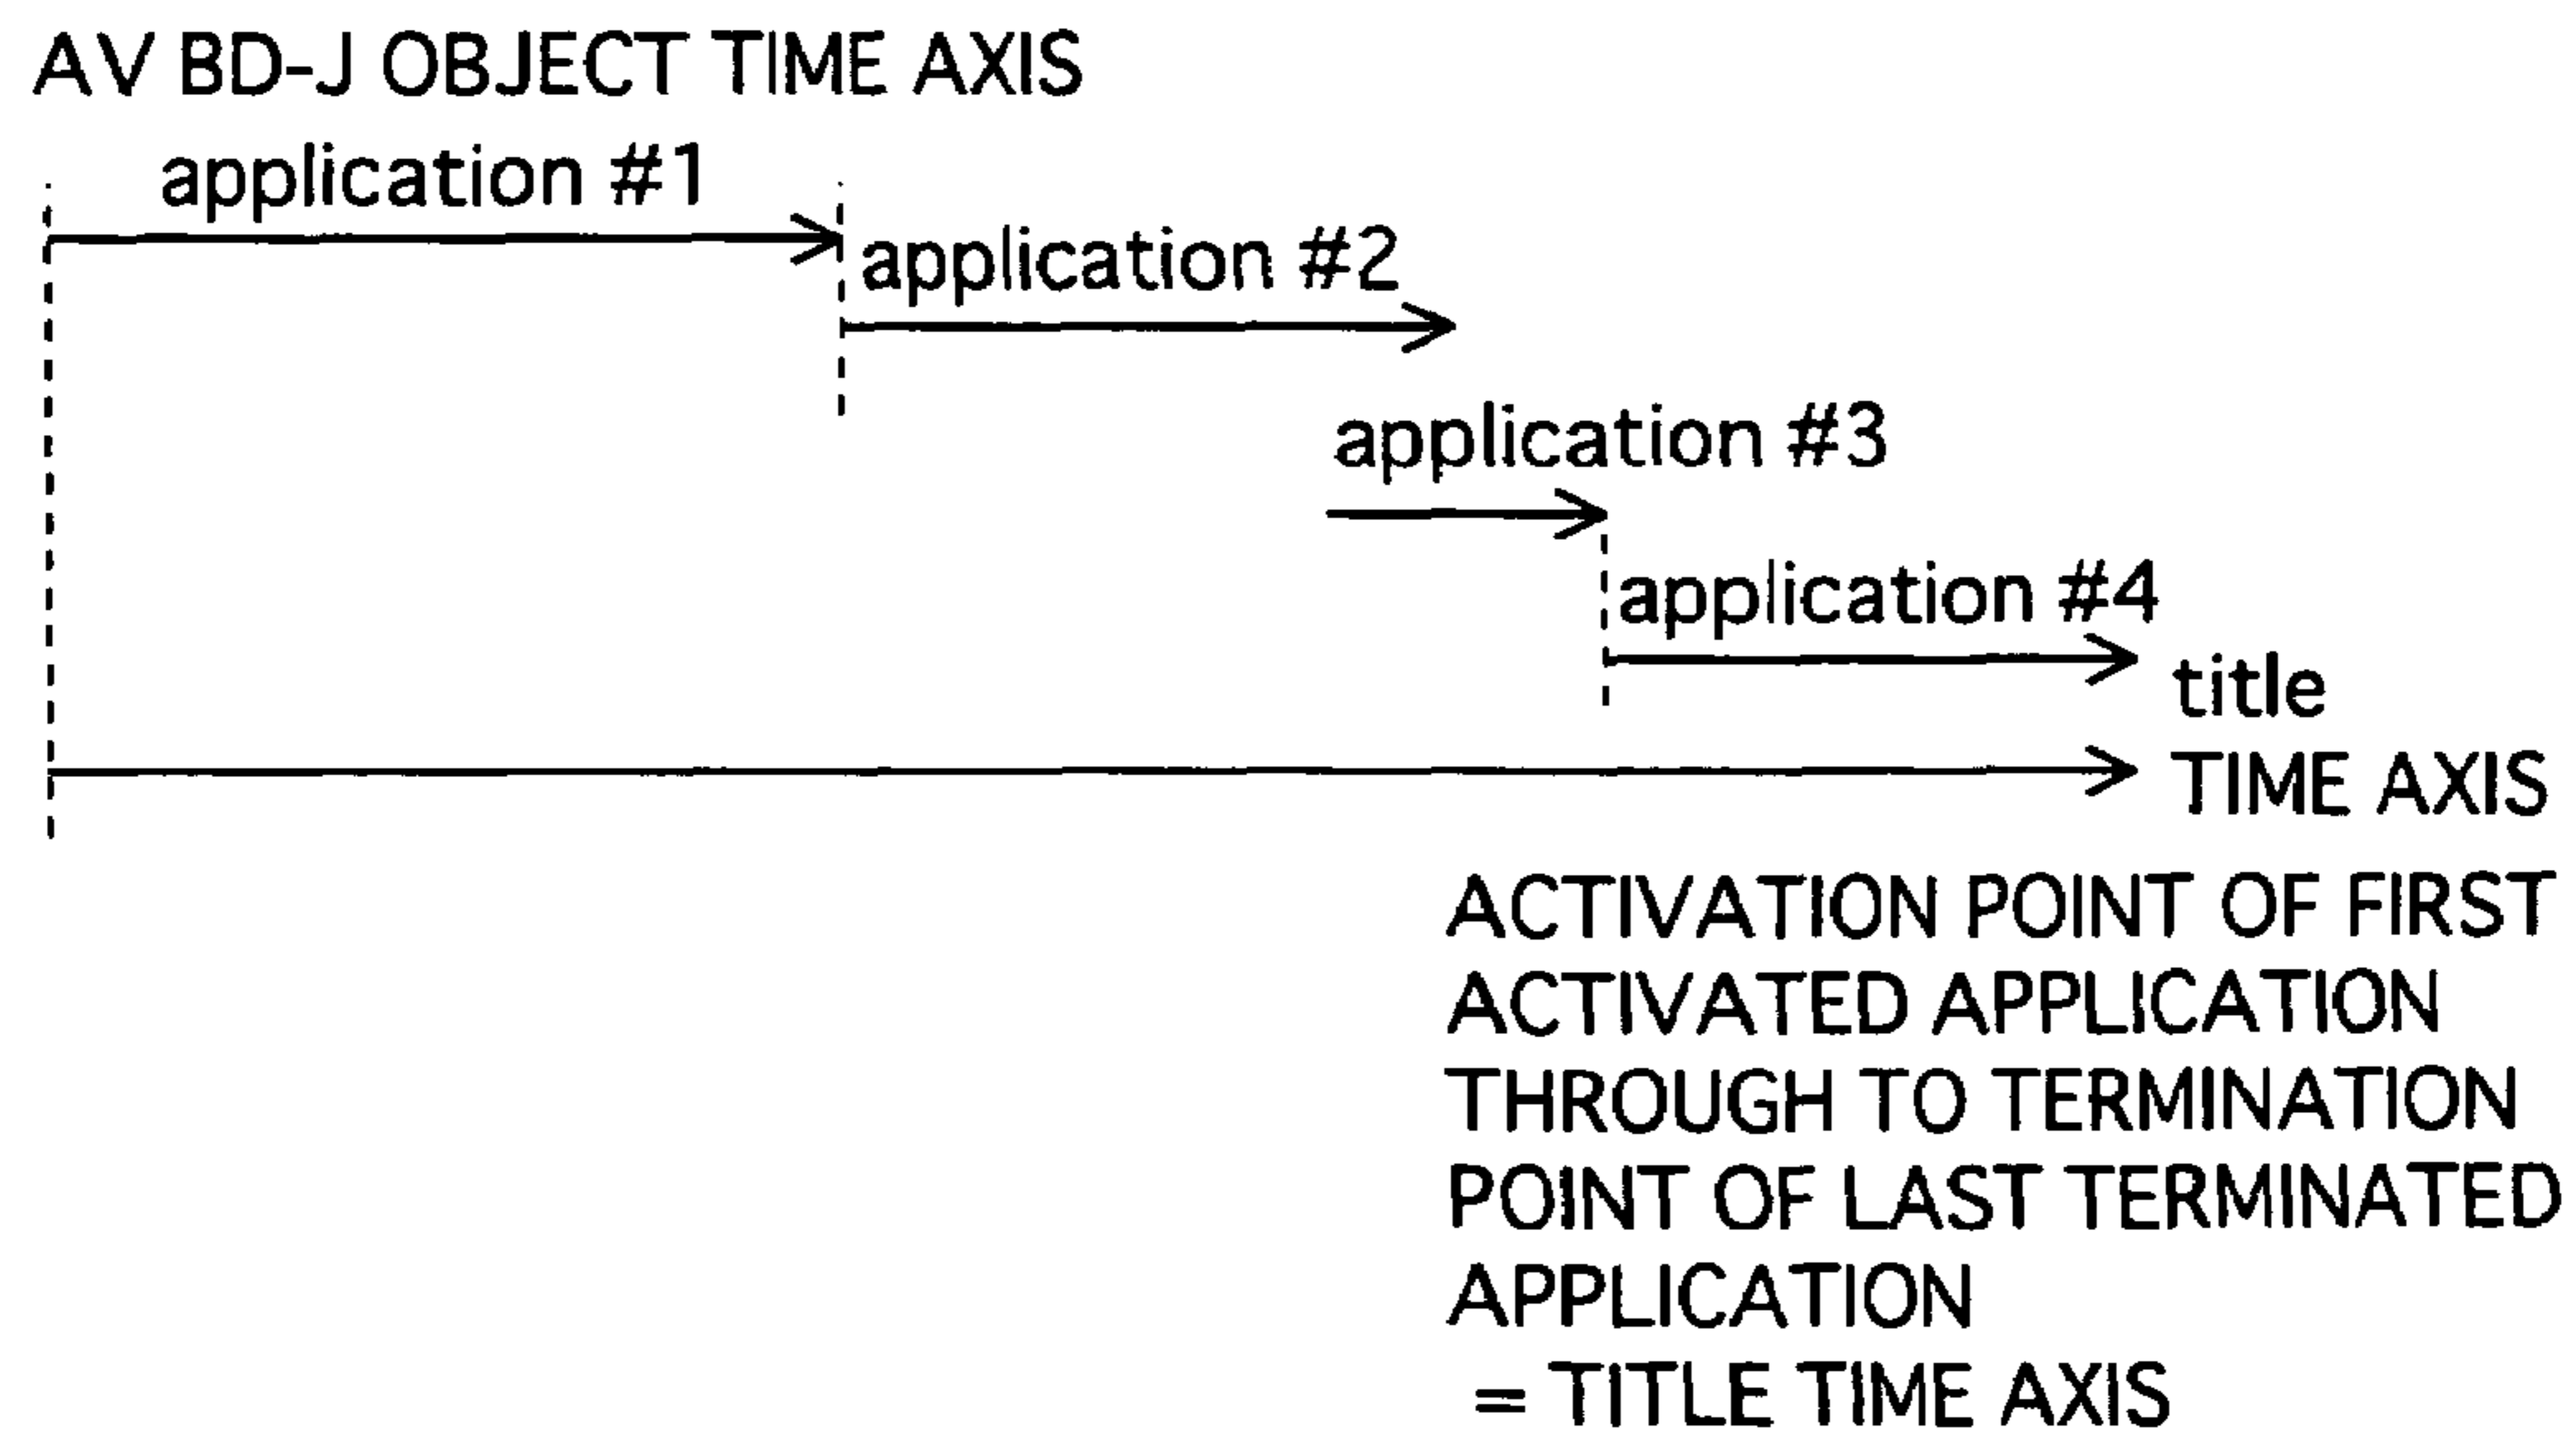 AV BD-J OBJECT TIME AXIS
application #1
application #2
application #3
application #4
title
TIME AXIS
ACTIVATION POINT OF FIRST
ACTIVATED APPLICATION
THROUGH TO TERMINATION
POINT OF LAST TERMINATED
APPLICATION
= TITLE TIME AXIS